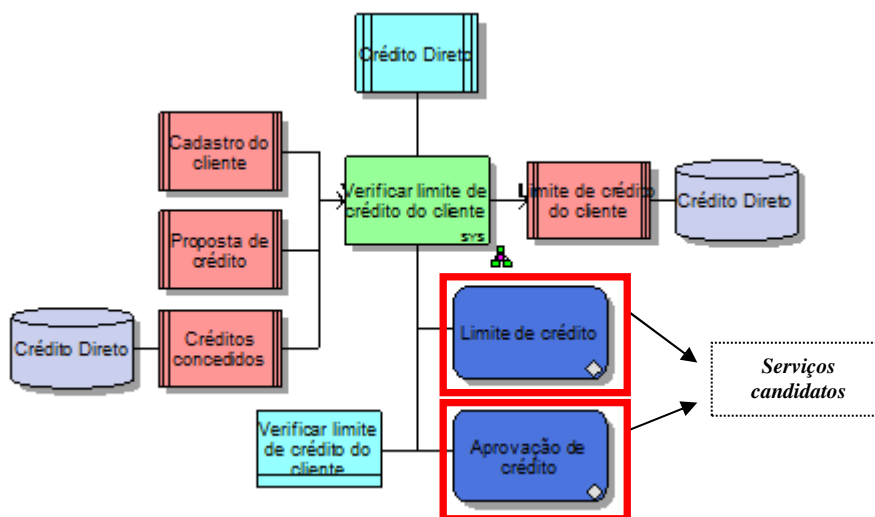 Crédito Direto
Cadastro do
cliente
Verificar limite de
crédito do cliente
SYS
Limite de crédito
do cliente
Crédito Direto
Proposta de
crédito
Crédito Direto
Créditos
concedidos
Limite de crédito
Serviços
candidatos
Verificar limite
de crédito do
cliente
Aprovação de
crédito